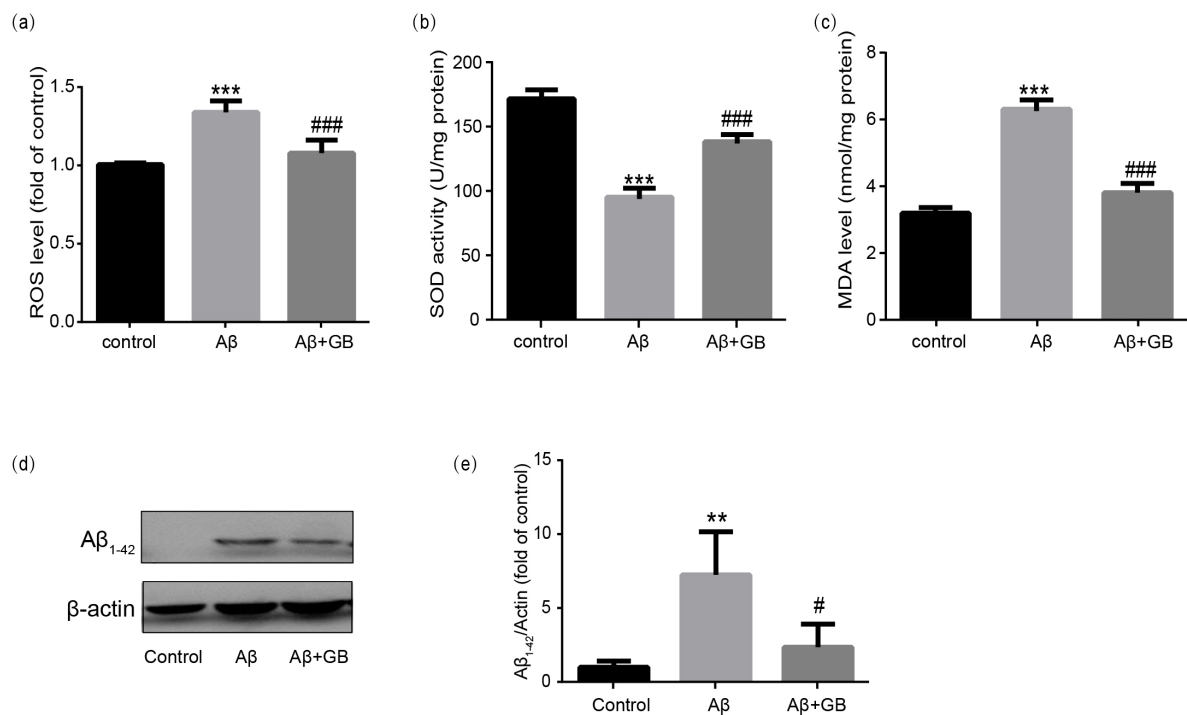 (a)
ROS level (fold of control)
1.5
1.0
0.5
0.0
***
###
control Aβ Aβ+GB
(b)
SOD activity (U/mg protein)
200
150
100
50
0
***
###
control Aβ Aβ+GB
(c)
MDA level (nmol/mg protein)
8
6
4
2
0
***
###
control Aβ Aβ+GB
(d)
Aβ1-42
β-actin
Control Aβ Aβ+GB
(e)
Aβ1-42/Actin (fold of control)
15
10
5
0
**
#
Control Aβ Aβ+GB